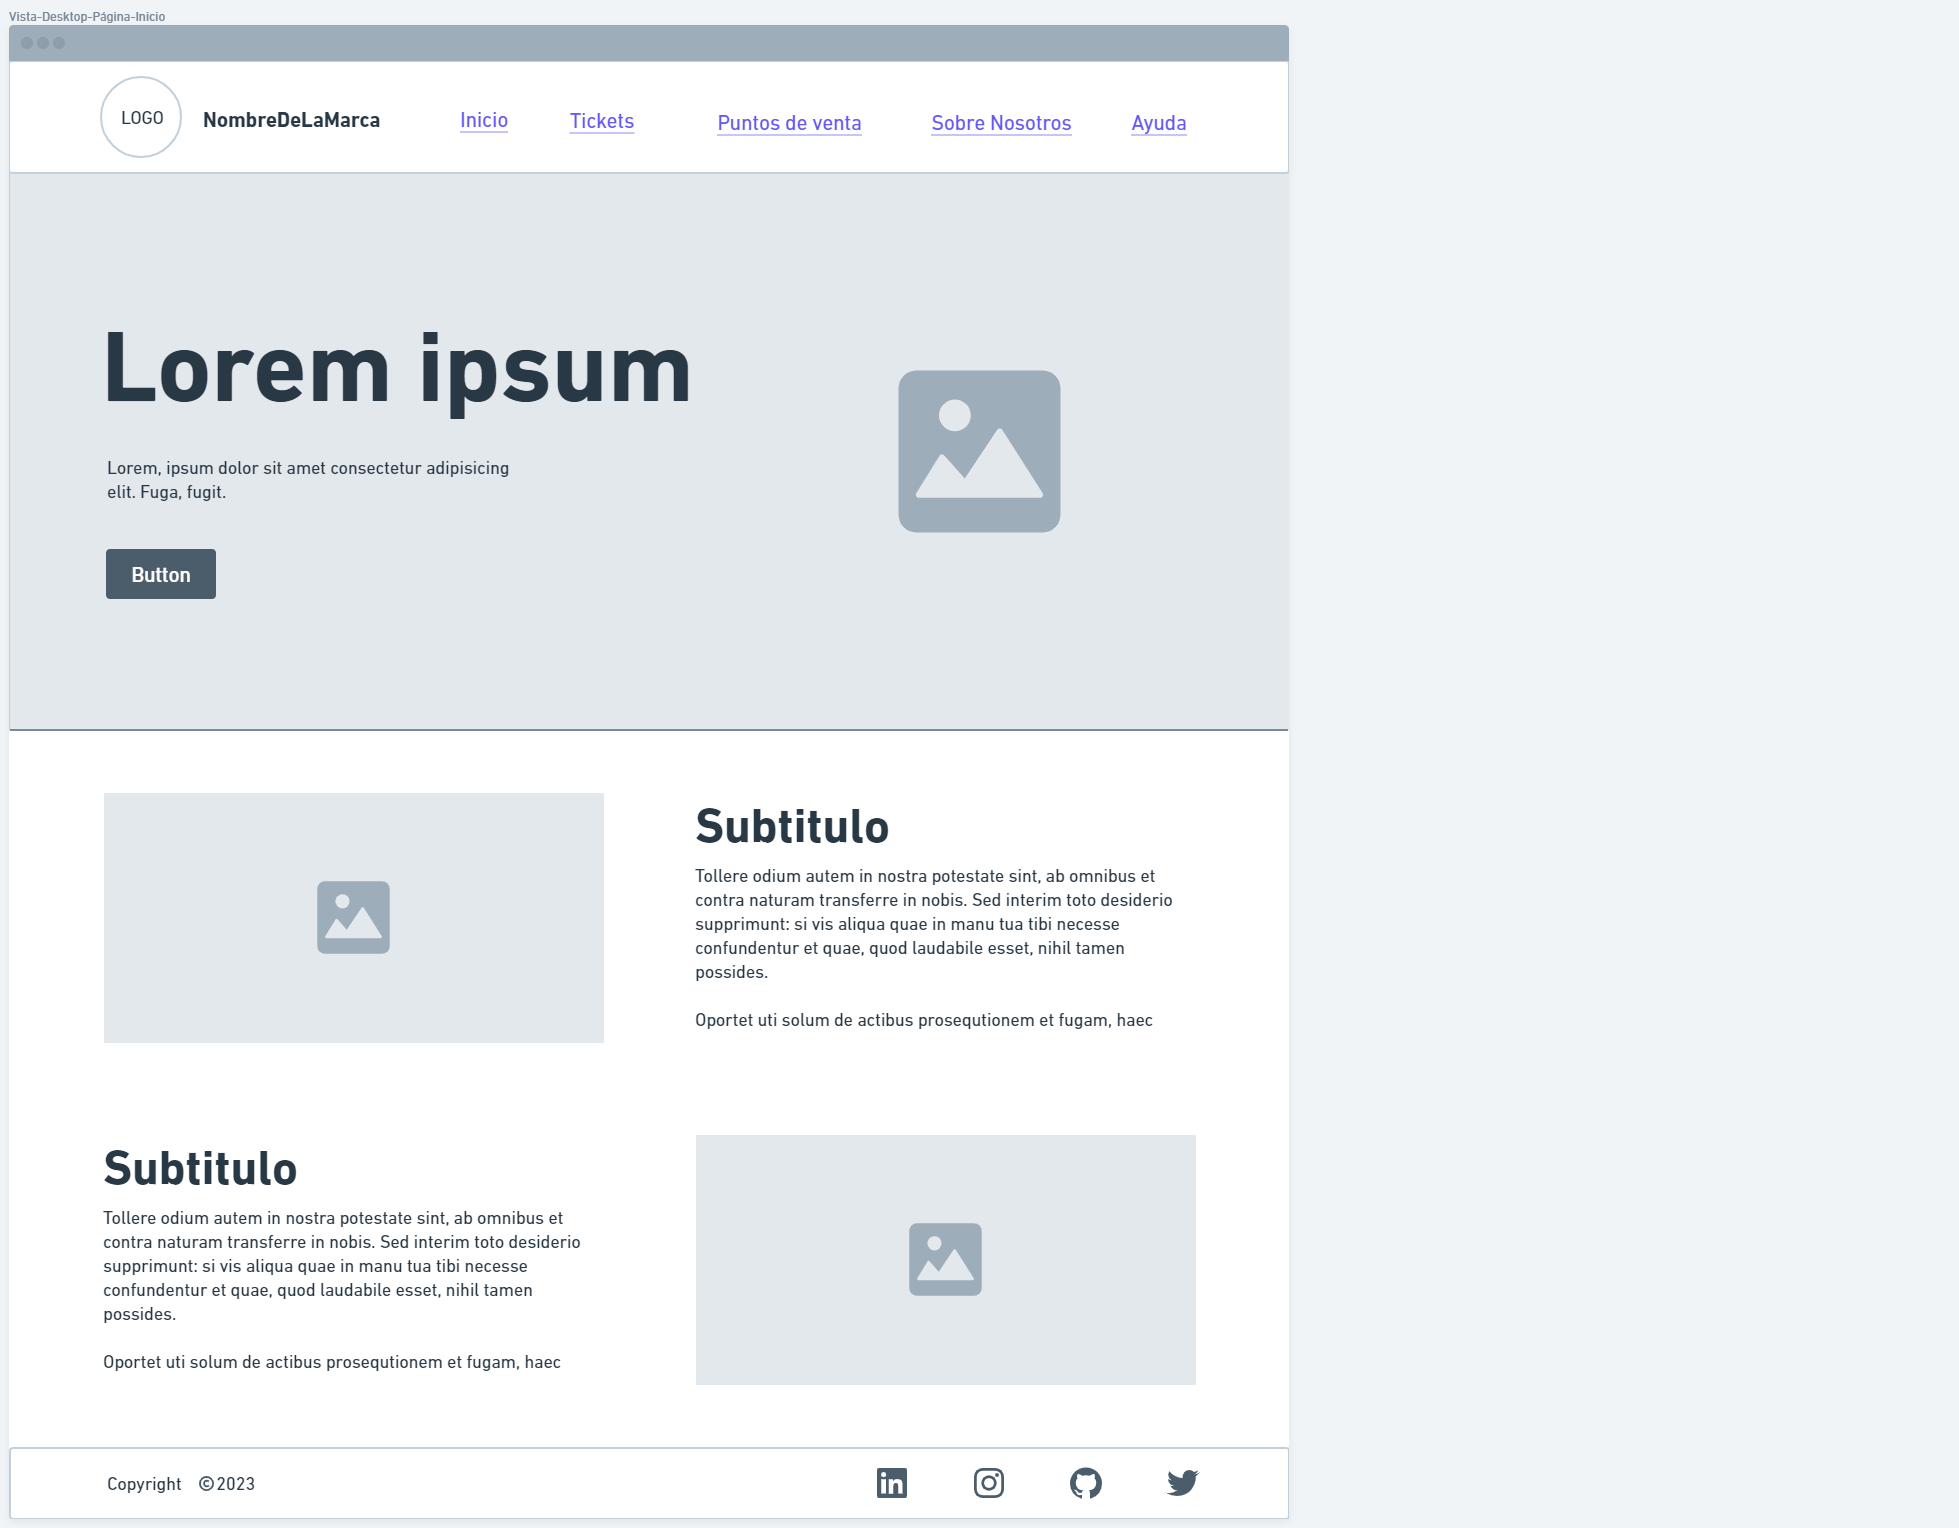 Vista-Desktop-Página-Inicio
LOGO
NombreDeLaMarca
Inicio
Tickets
Puntos de venta
Sobre Nosotros
Ayuda
Lorem ipsum
Lorem, ipsum dolor sit amet consectetur adipisicing
elit. Fuga, fugit.
Button
Subtitulo
Tollere odium autem in nostra potestate sint, ab omnibus et
contra naturam transferre in nobis. Sed interim toto desiderio
supprimunt: si vis aliqua quae in manu tua tibi necesse
confundentur et quae, quod laudabile esset, nihil tamen
possides.
Oportet uti solum de actibus prosequtionem et fugam, haec
Subtitulo
Tollere odium autem in nostra potestate sint, ab omnibus et
contra naturam transferre in nobis. Sed interim toto desiderio
supprimunt: si vis aliqua quae in manu tua tibi necesse
confundentur et quae, quod laudabile esset, nihil tamen
possides.
Oportet uti solum de actibus prosequtionem et fugam, haec
Copyright ©2023